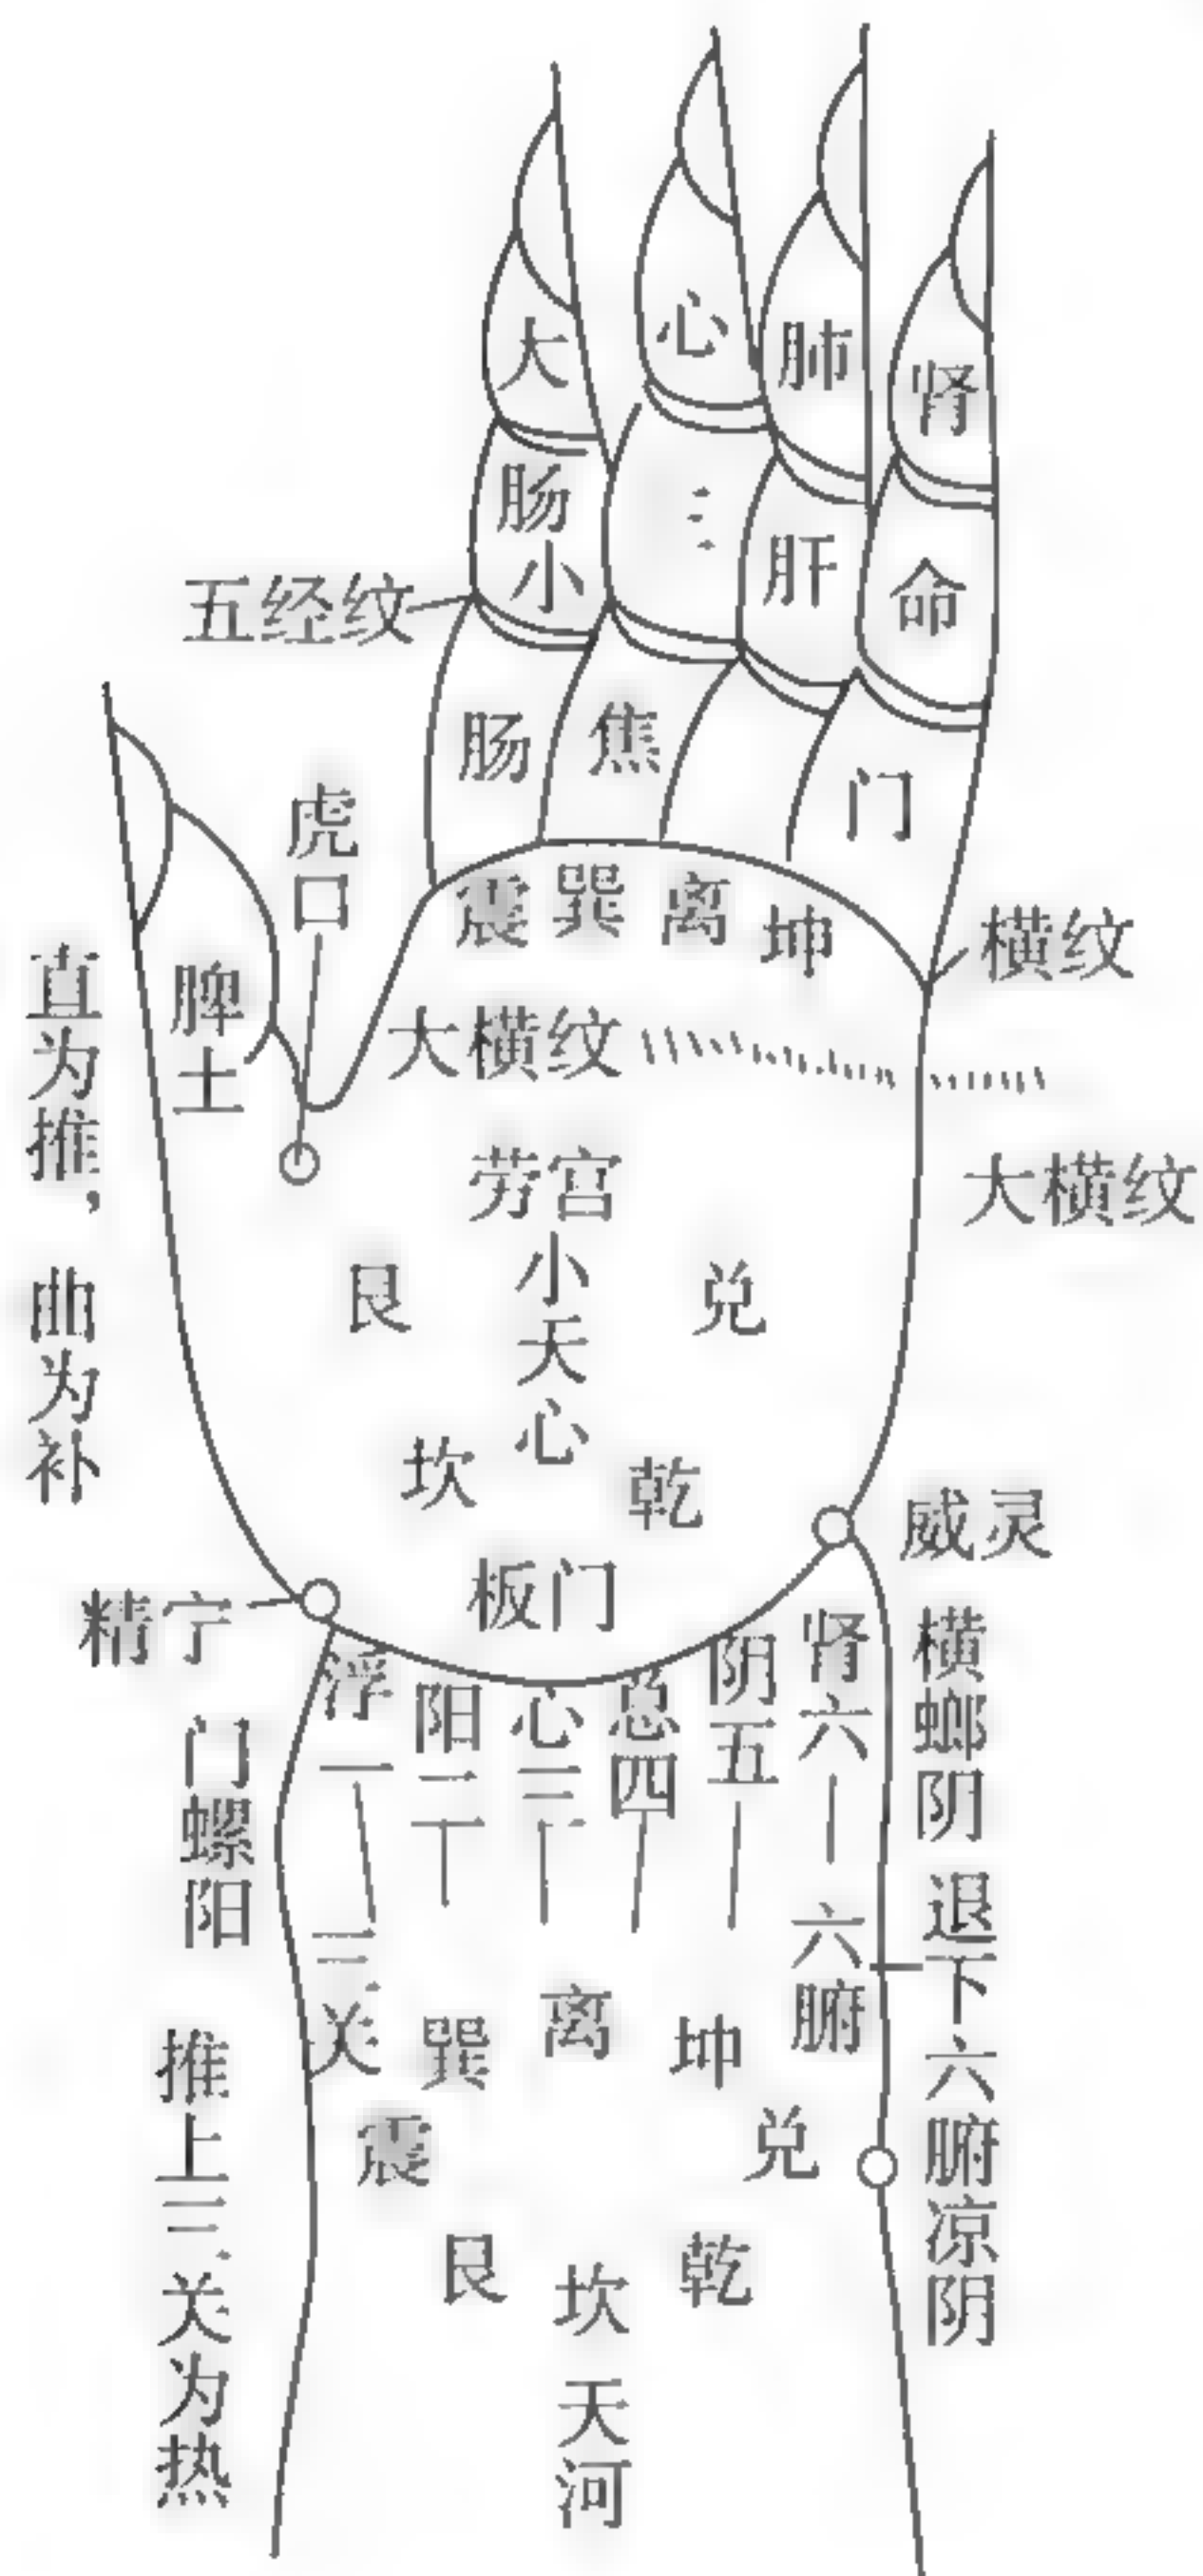 大肠
小肠
心
三焦
肺
肝
肾
命门
五经纹
虎口
脾土
直为推，曲为补
震
巽
离
坤
横纹
大横纹
大横纹
劳宫
小天心
艮
兑
坎
乾
板门
威灵
精宁
浮一
阳二
心三
总四
阴五
肾六
门螺阳
横螂阴
三关
六腑
退下六腑凉阴
推上三关为热
巽
离
坤
震
兑
艮
坎
乾
天河